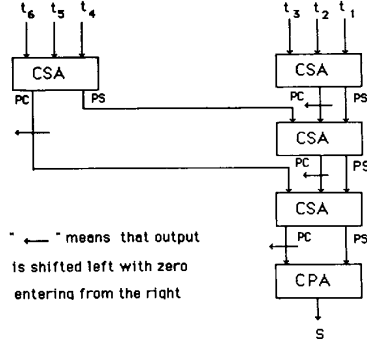 t6 t5 t4 t3 t2 t1
CSA CSA
PC PS PC PS
CSA
PC PS
CSA
PC PS
" ← " means that output
is shifted left with zero
entering from the right
CPA
S